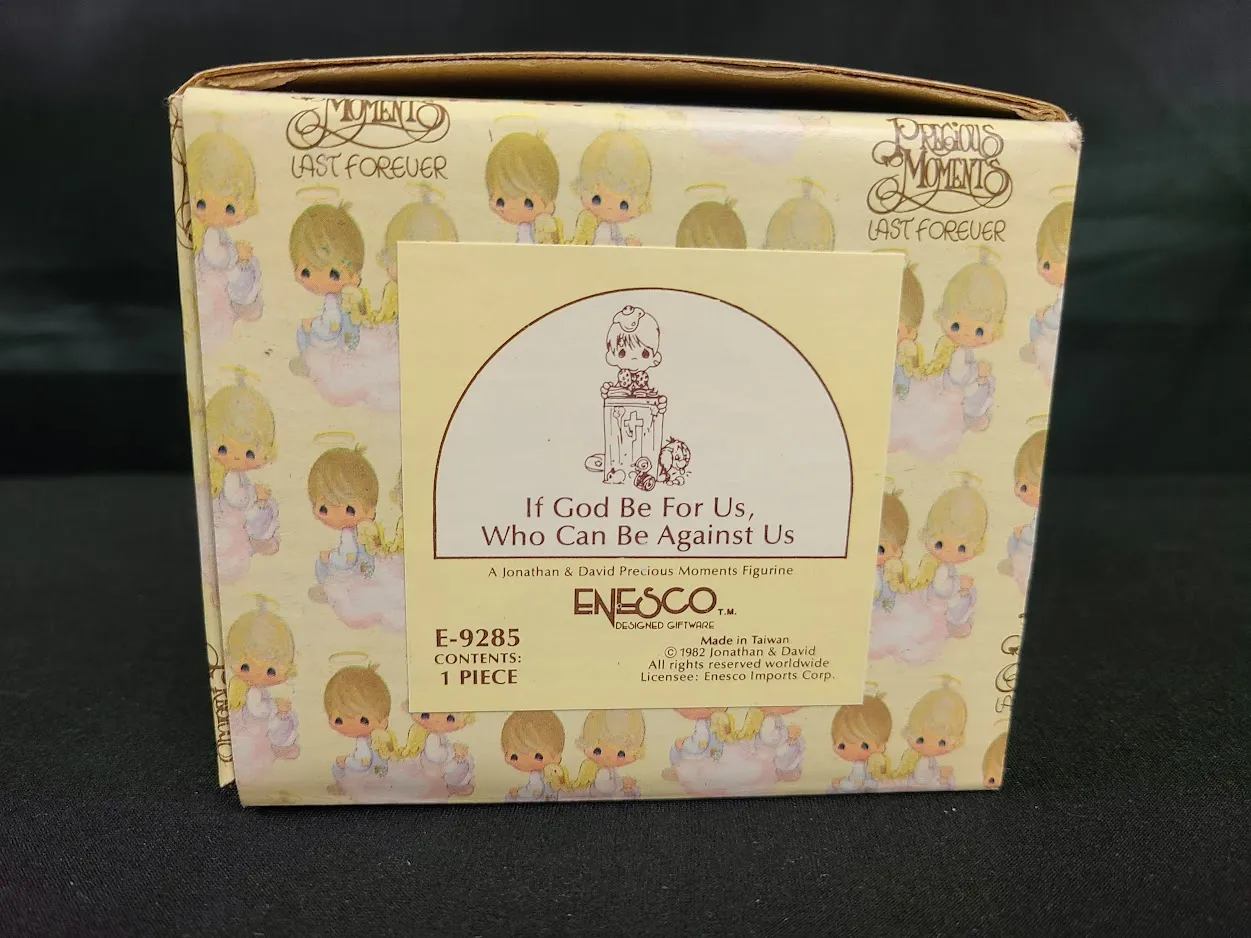 MOMENTS
LAST FOREVER
PRECIOUS
MOMENTS
LAST FOREVER
If God Be For Us,
Who Can Be Against Us
A Jonathan & David Precious Moments Figurine
ENESCO T.M.
DESIGNED GIFTWARE
E-9285
CONTENTS:
1 PIECE
Made in Taiwan
© 1982 Jonathan & David
All rights reserved worldwide
Licensee: Enesco Imports Corp.